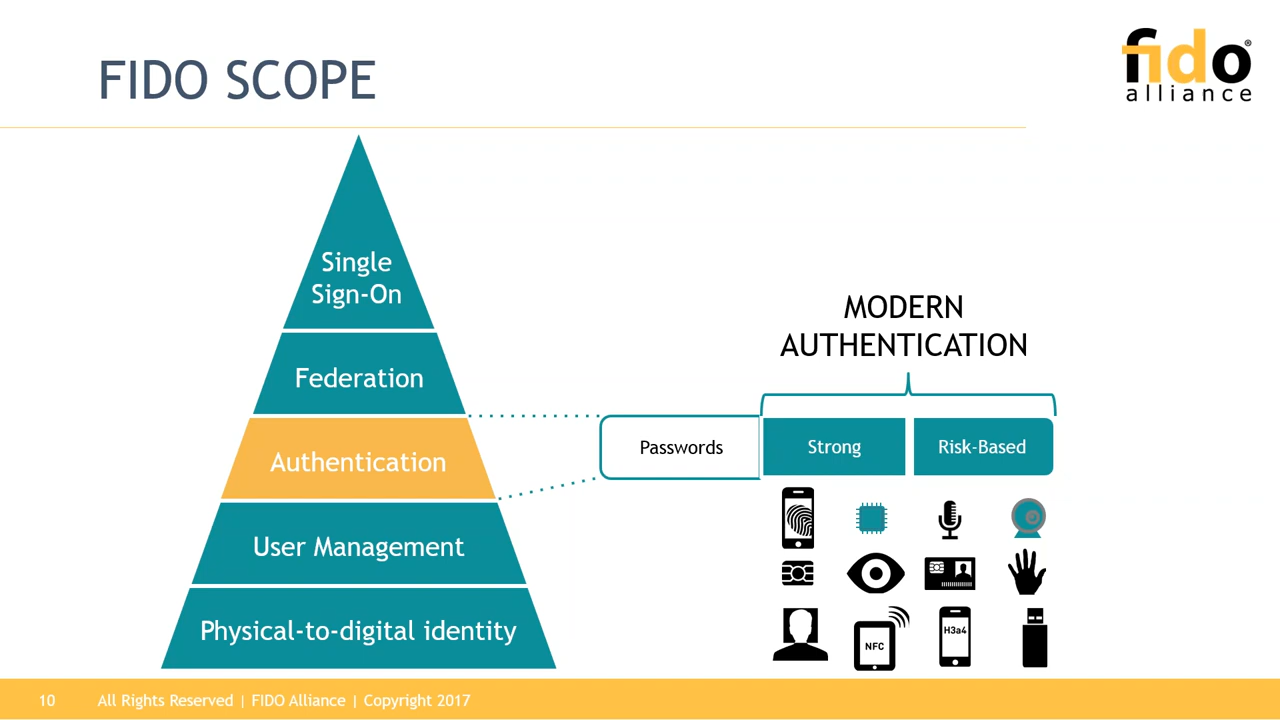 FIDO SCOPE
fido®
alliance
Single
Sign-On
Federation
Authentication
User Management
Physical-to-digital identity
MODERN
AUTHENTICATION
Passwords
Strong
Risk-Based
NFC
H3a4
10
All Rights Reserved | FIDO Alliance | Copyright 2017